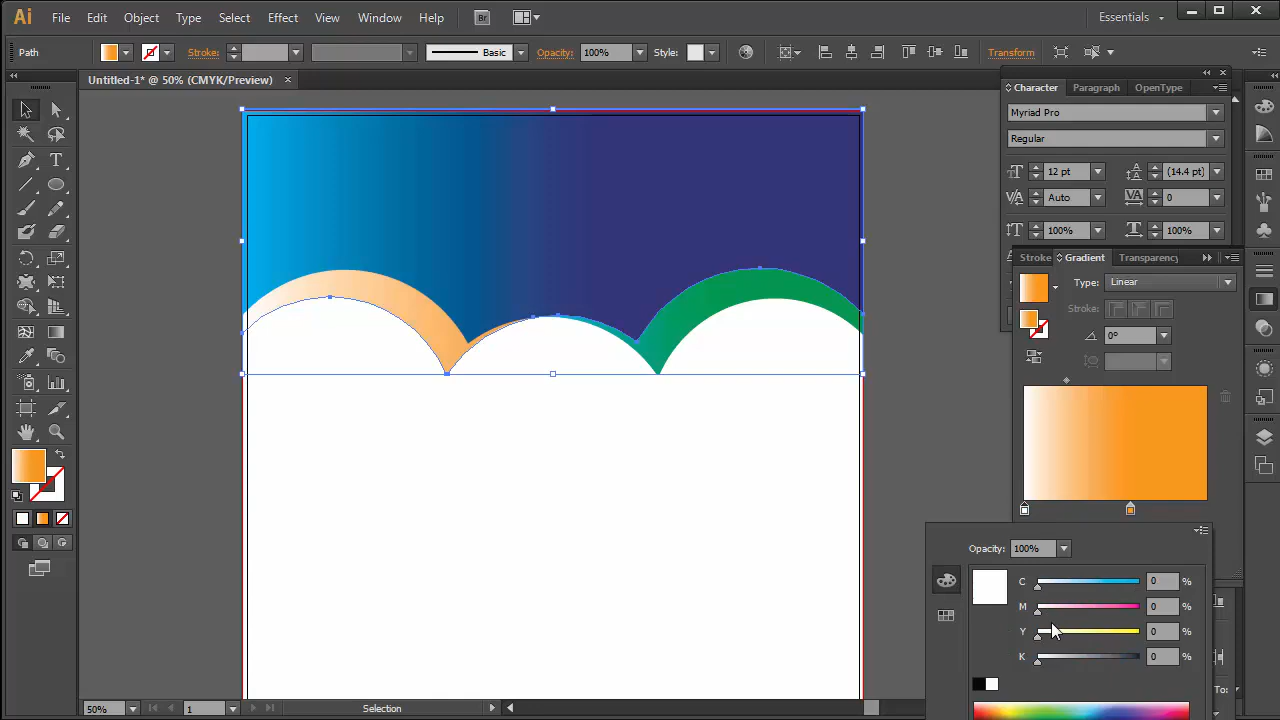 Ai File Edit Object Type Select Effect View Window Help Br Essentials
Path Stroke: Basic Opacity: 100% Style: Transform
Untitled-1* @ 50% (CMYK/Preview) ×
Character Paragraph OpenType
Myriad Pro
Regular
12 pt (14.4 pt)
Auto 0
100% 100%
Stroke Gradient Transparency
Type: Linear
Stroke:
0°
Opacity: 100%
C 0 %
M 0 %
Y 0 %
K 0 %
To:
50% 1 Selection